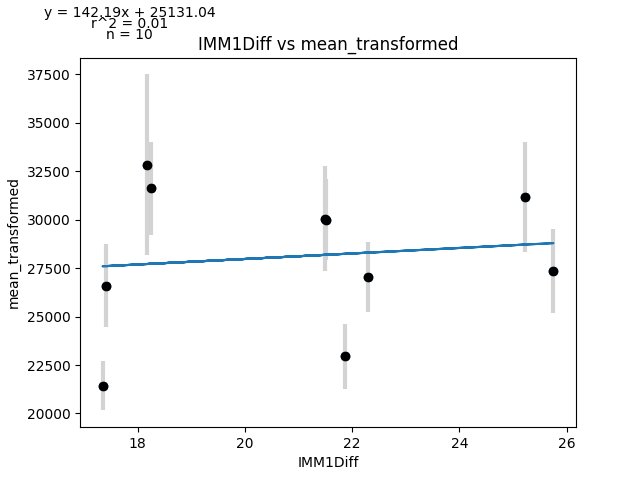 y = 142.19x + 25131.04
r^2 = 0.01
n = 10
IMM1Diff vs mean_transformed
37500
35000
32500
30000
27500
25000
22500
20000
mean_transformed
18 20 22 24 26
IMM1Diff